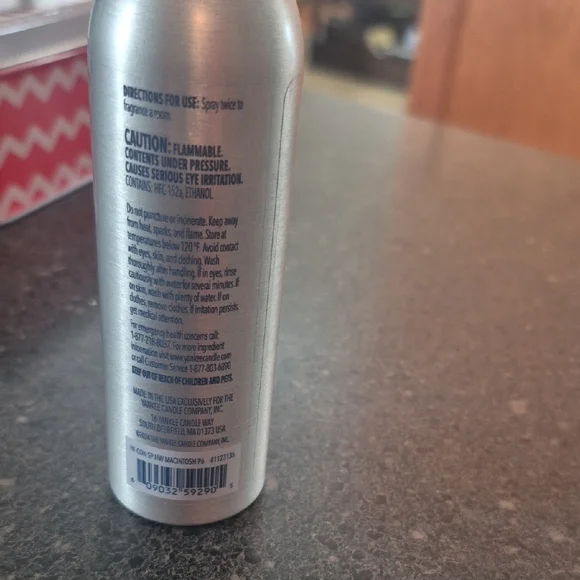 DIRECTIONS FOR USE: Spray twice to
fragrance a room.
CAUTION: FLAMMABLE.
CONTENTS UNDER PRESSURE.
CAUSES SERIOUS EYE IRRITATION.
CONTAINS: HFC 152a, ETHANOL
Do not puncture or incinerate. Keep away
from heat, sparks, and flame. Store at
temperatures below 120 °F. Avoid contact
with eyes, skin, and clothing. Wash
thoroughly after handling. If in eyes, rinse
cautiously with water for several minutes. If
on skin, wash with plenty of water. If on
clothes, remove clothes. If irritation persists
get medical attention.
For emergency health concerns call:
For more ingredient
information visit www.yankeecandle.com
or call Customer Service 1-877-803-6890
KEEP OUT OF REACH OF CHILDREN AND PETS.
MADE IN THE USA EXCLUSIVELY FOR THE
YANKEE CANDLE COMPANY, INC.
16 YANKEE CANDLE WAY
SOUTH DEERFIELD, MA 01373 USA
THE YANKEE CANDLE COMPANY, INC.
SP MACINTOSH
09032 59290